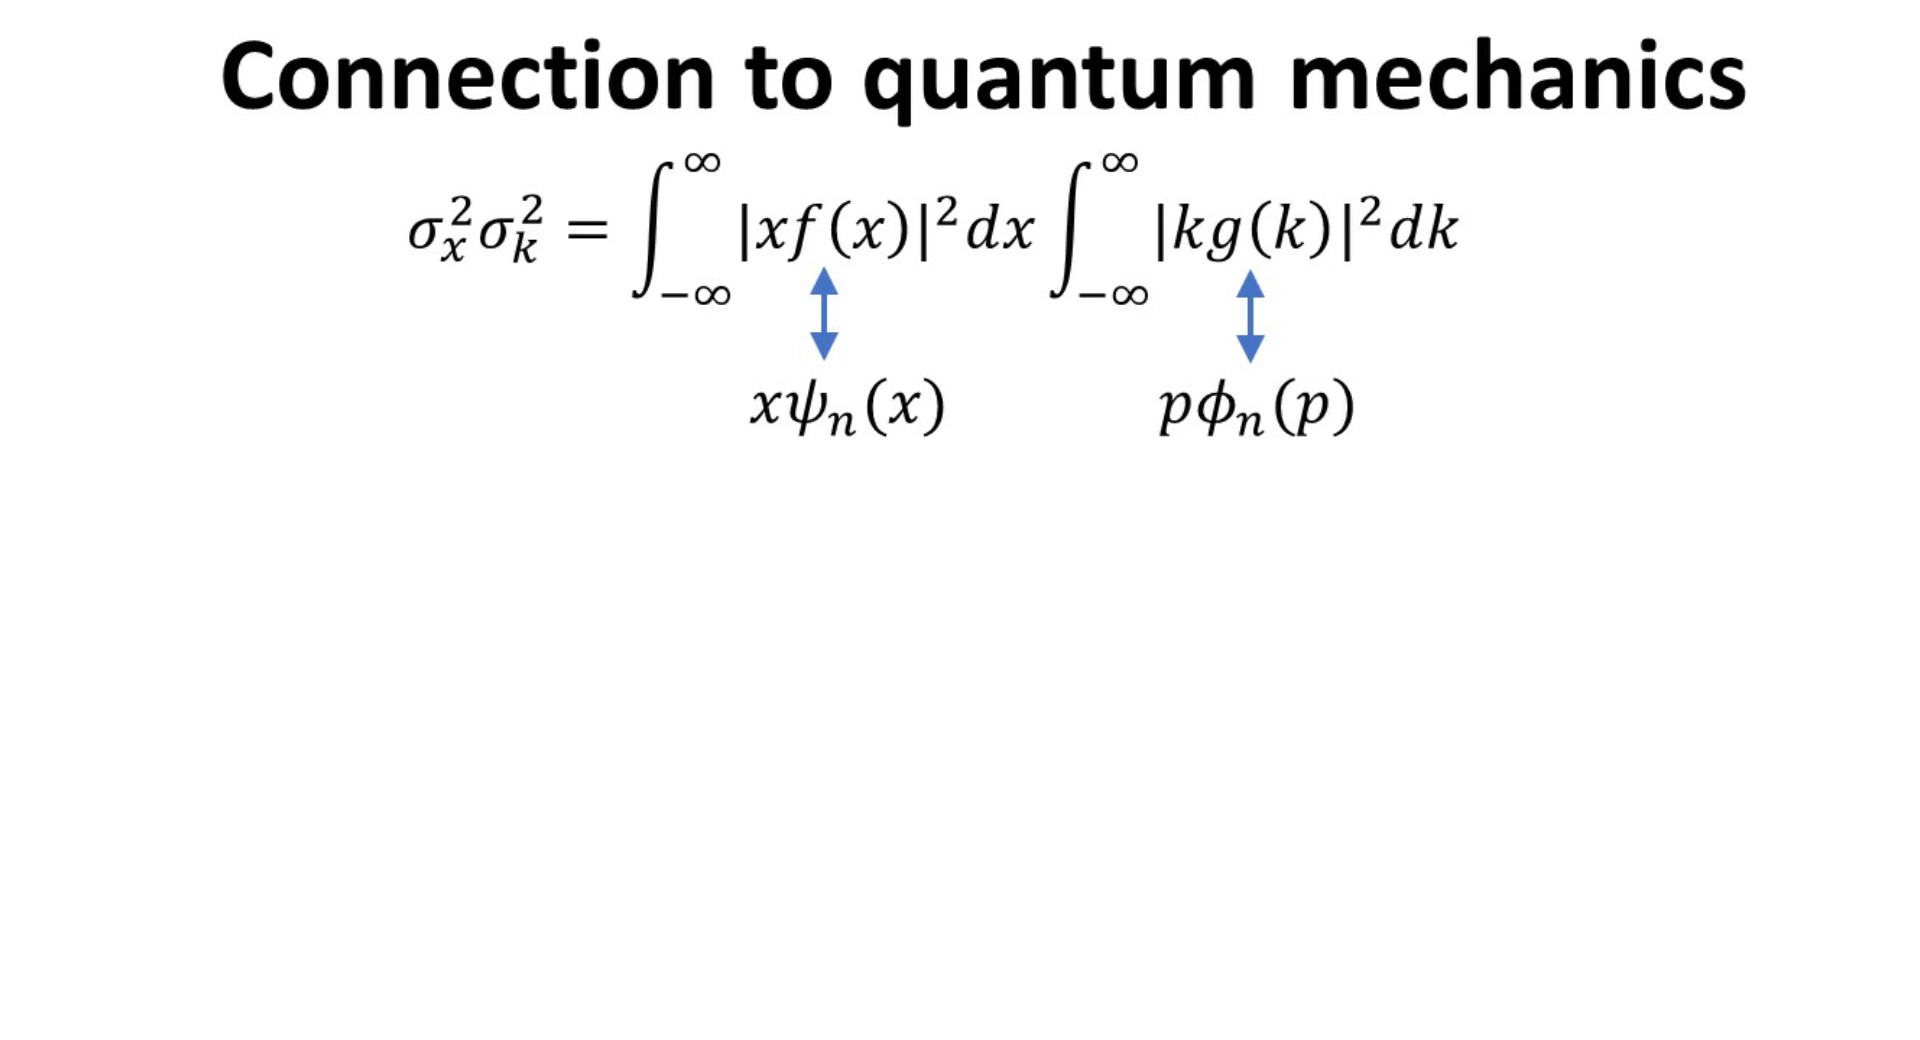 Connection to quantum mechanics
σ_x^2 σ_k^2 = ∫_{-∞}^{∞} |xf(x)|^2 dx ∫_{-∞}^{∞} |kg(k)|^2 dk
xψ_n(x) pϕ_n(p)